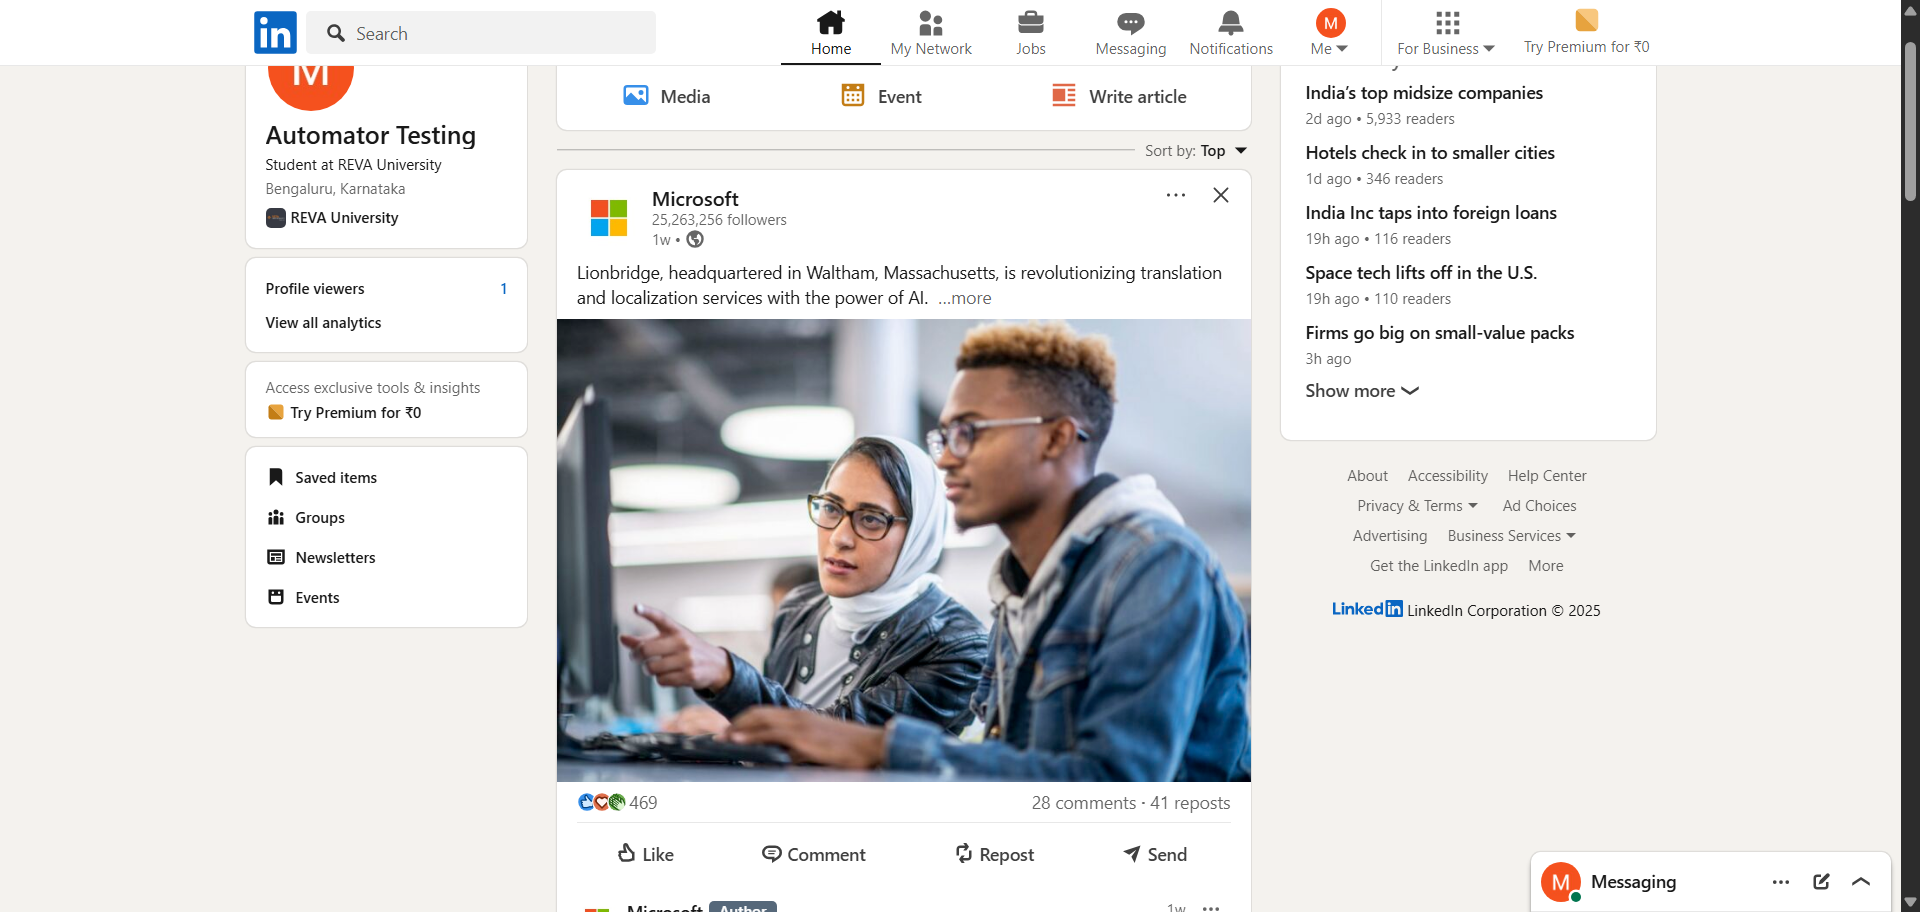 in
Search
Home
My Network
Jobs
Messaging
Notifications
M
Me
For Business
Try Premium for ₹0
M
Automator Testing
Student at REVA University
Bengaluru, Karnataka
REVA University
Profile viewers 1
View all analytics
Access exclusive tools & insights
Try Premium for ₹0
Saved items
Groups
Newsletters
Events
Media
Event
Write article
Sort by: Top
Microsoft
25,263,256 followers
1w •
Lionbridge, headquartered in Waltham, Massachusetts, is revolutionizing translation
and localization services with the power of AI. ...more
469
28 comments · 41 reposts
Like
Comment
Repost
Send
Microsoft Author
1w
India’s top midsize companies
2d ago • 5,933 readers
Hotels check in to smaller cities
1d ago • 346 readers
India Inc taps into foreign loans
19h ago • 116 readers
Space tech lifts off in the U.S.
19h ago • 110 readers
Firms go big on small-value packs
3h ago
Show more
About Accessibility Help Center
Privacy & Terms Ad Choices
Advertising Business Services
Get the LinkedIn app More
LinkedIn LinkedIn Corporation © 2025
M
Messaging